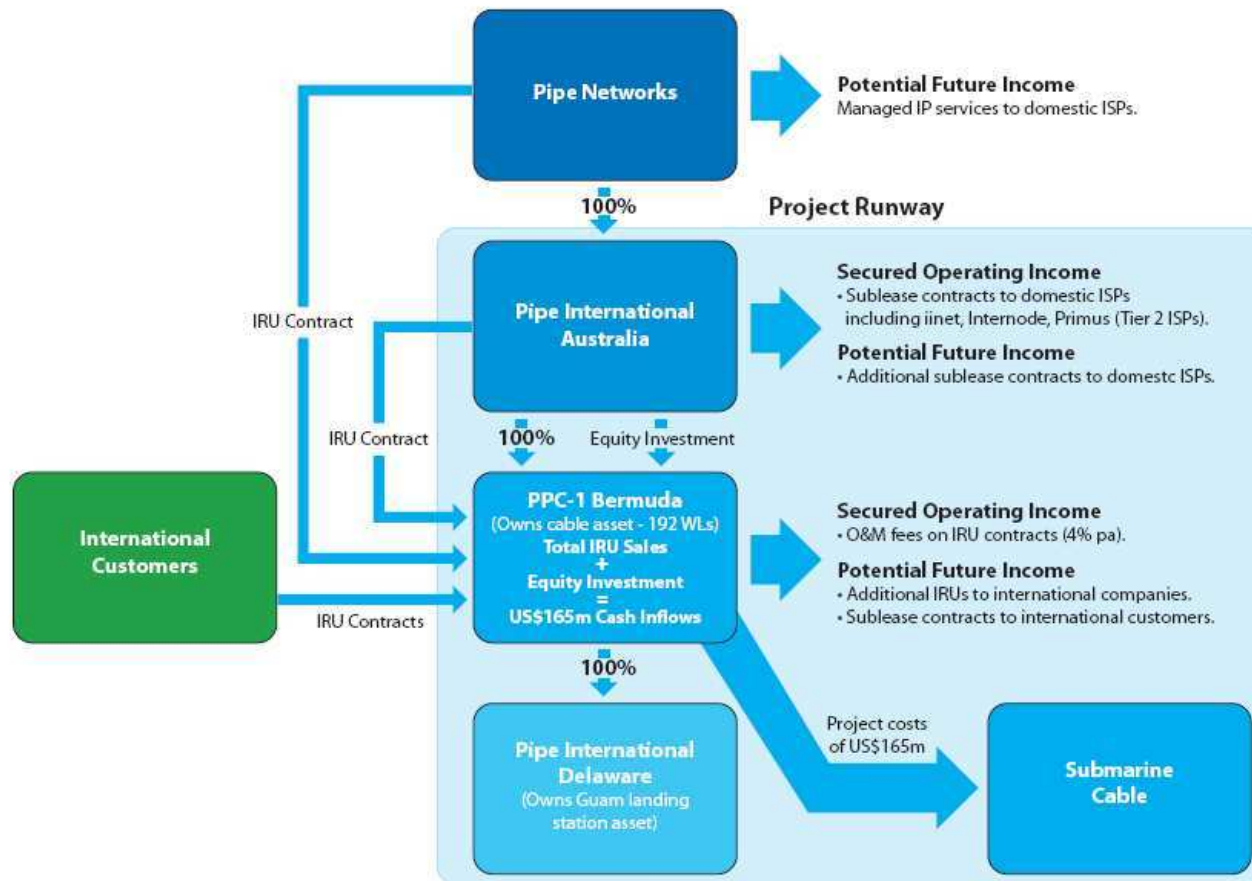 Pipe Networks
Potential Future Income
Managed IP services to domestic ISPs.
100%
Project Runway
IRU Contract
Pipe International
Australia
Secured Operating Income
• Sublease contracts to domestic ISPs
including iinet, Internode, Primus (Tier 2 ISPs).
Potential Future Income
• Additional sublease contracts to domestc ISPs.
IRU Contract
100%
Equity Investment
International
Customers
IRU Contracts
PPC-1 Bermuda
(Owns cable asset - 192 WLs)
Total IRU Sales
+
Equity Investment
=
US$165m Cash Inflows
Secured Operating Income
• O&M fees on IRU contracts (4% pa).
Potential Future Income
• Additional IRUs to international companies.
• Sublease contracts to international customers.
100%
Pipe International
Delaware
(Owns Guam landing
station asset)
Project costs
of US$165m
Submarine
Cable